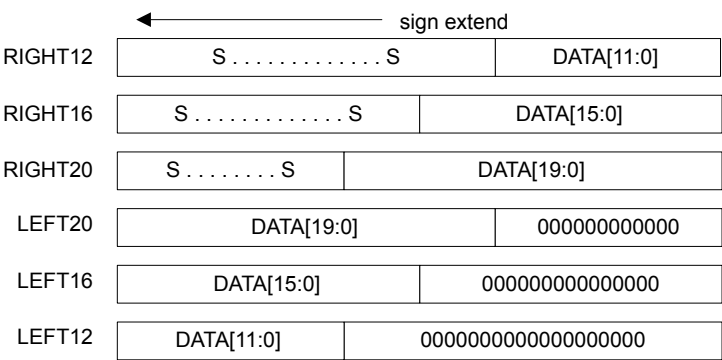 sign extend
RIGHT12 S . . . . . . . . . . . . . S DATA[11:0]
RIGHT16 S . . . . . . . . . . . . . S DATA[15:0]
RIGHT20 S . . . . . . . . S DATA[19:0]
LEFT20 DATA[19:0] 000000000000
LEFT16 DATA[15:0] 0000000000000000
LEFT12 DATA[11:0] 00000000000000000000